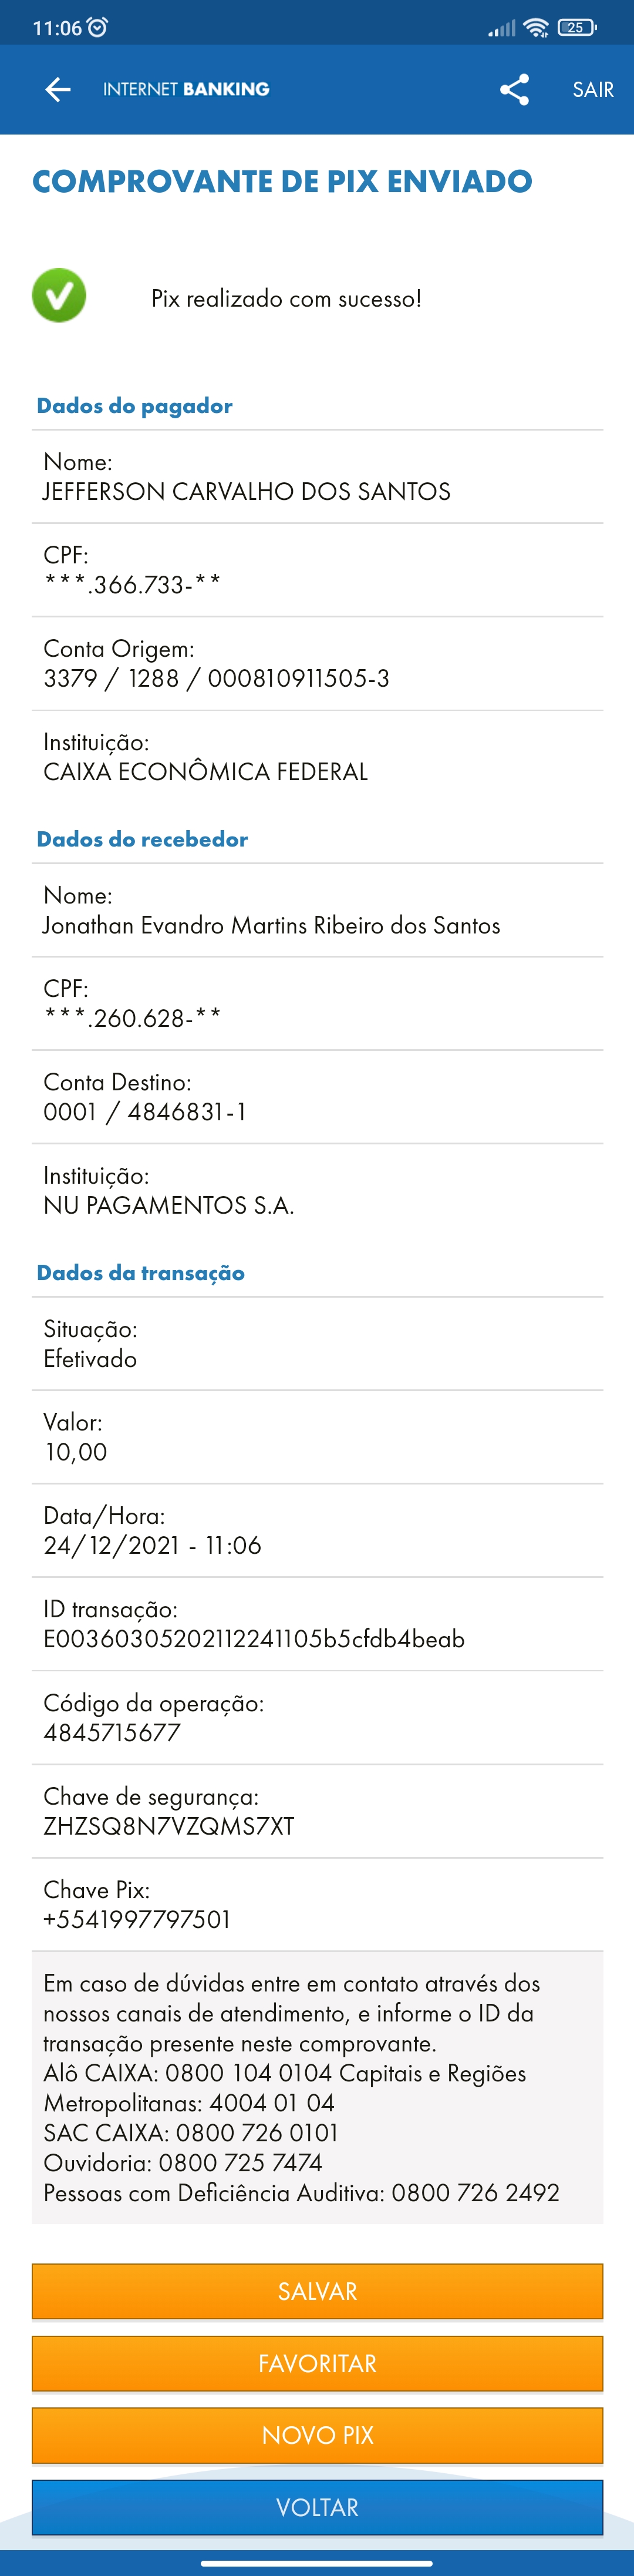 11:06
25
INTERNET BANKING
SAIR
COMPROVANTE DE PIX ENVIADO
Pix realizado com sucesso!
Dados do pagador
Nome:
JEFFERSON CARVALHO DOS SANTOS
CPF:
***.366.733-**
Conta Origem:
3379 / 1288 / 000810911505-3
Instituição:
CAIXA ECONÔMICA FEDERAL
Dados do recebedor
Nome:
Jonathan Evandro Martins Ribeiro dos Santos
CPF:
***.260.628-**
Conta Destino:
0001 / 4846831-1
Instituição:
NU PAGAMENTOS S.A.
Dados da transação
Situação:
Efetivado
Valor:
10,00
Data/Hora:
24/12/2021 - 11:06
ID transação:
E00360305202112241105b5cfdb4beab
Código da operação:
4845715677
Chave de segurança:
ZHZSQ8N7VZQMS7XT
Chave Pix:
+5541997797501
Em caso de dúvidas entre em contato através dos
nossos canais de atendimento, e informe o ID da
transação presente neste comprovante.
Alô CAIXA: 0800 104 0104 Capitais e Regiões
Metropolitanas: 4004 01 04
SAC CAIXA: 0800 726 0101
Ouvidoria: 0800 725 7474
Pessoas com Deficiência Auditiva: 0800 726 2492
SALVAR
FAVORITAR
NOVO PIX
VOLTAR